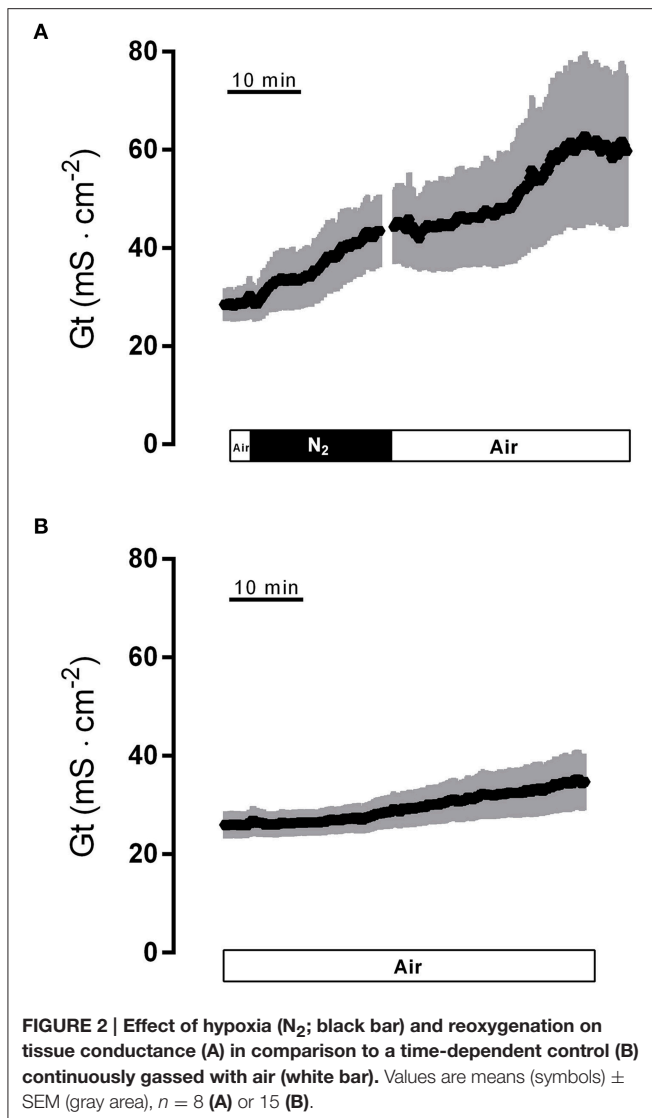 A
80
60
40
20
0
Gt (mS · cm⁻²)
10 min
Air
N₂
Air
B
80
60
40
20
0
Gt (mS · cm⁻²)
10 min
Air
FIGURE 2 | Effect of hypoxia (N₂; black bar) and reoxygenation on
tissue conductance (A) in comparison to a time-dependent control (B)
continuously gassed with air (white bar). Values are means (symbols) ±
SEM (gray area), n = 8 (A) or 15 (B).